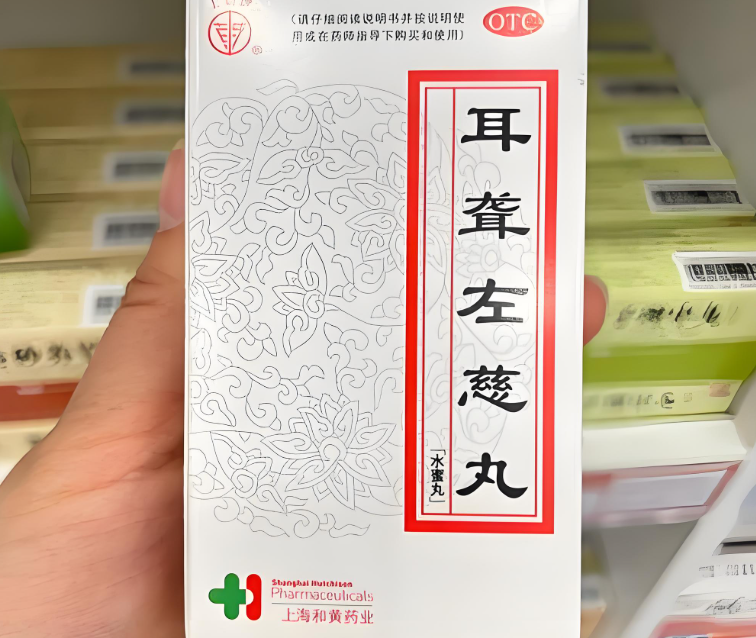 (请仔细阅读说明书并按说明使
用或在药师指导下购买和使用)
OTC
耳聋左慈丸
[水蜜丸]
Shanghai Hutchison
Pharmaceuticals
上海和黄药业